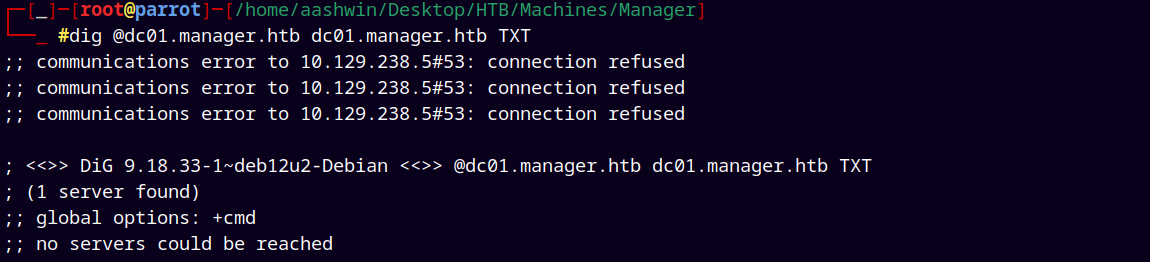 ┌─[_]─[root@parrot]─[/home/aashwin/Desktop/HTB/Machines/Manager]
└──_ #dig @dc01.manager.htb dc01.manager.htb TXT
;; communications error to 10.129.238.5#53: connection refused
;; communications error to 10.129.238.5#53: connection refused
;; communications error to 10.129.238.5#53: connection refused

; <<>> DiG 9.18.33-1~deb12u2-Debian <<>> @dc01.manager.htb dc01.manager.htb TXT
; (1 server found)
;; global options: +cmd
;; no servers could be reached